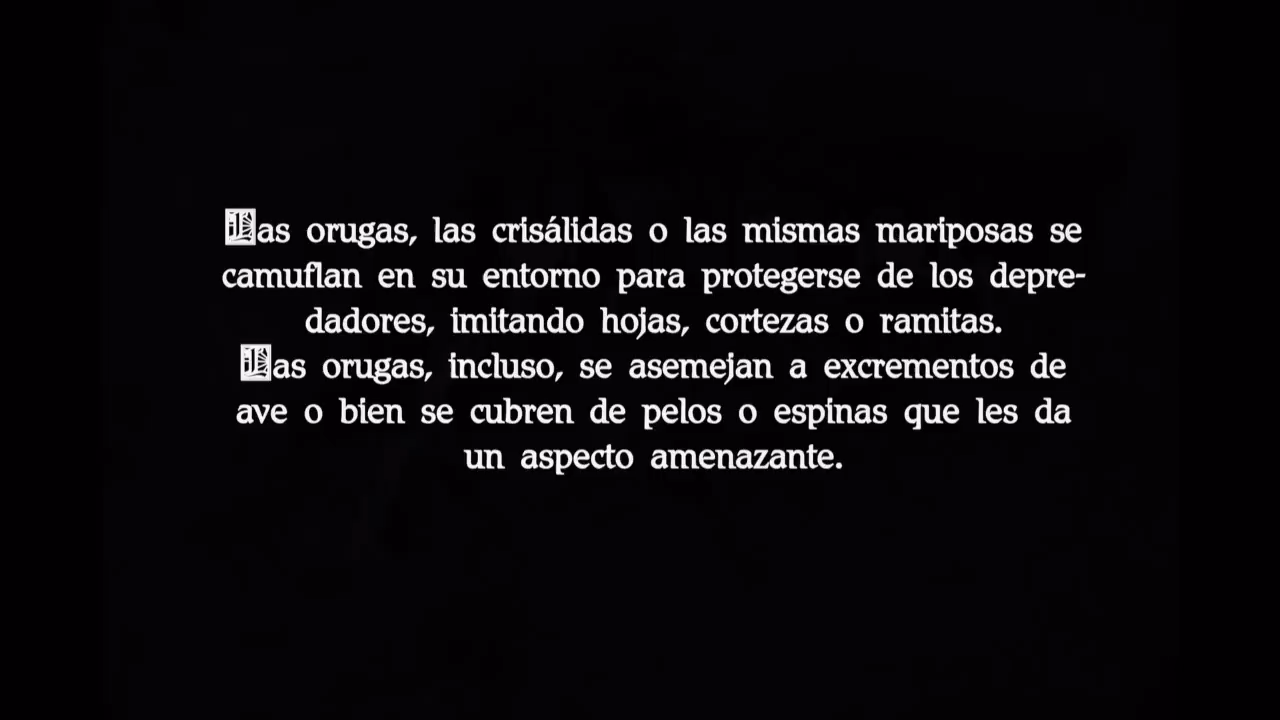 Las orugas, las crisálidas o las mismas mariposas se
camuflan en su entorno para protegerse de los depre-
dadores, imitando hojas, cortezas o ramitas.
Las orugas, incluso, se asemejan a excrementos de
ave o bien se cubren de pelos o espinas que les da
un aspecto amenazante.